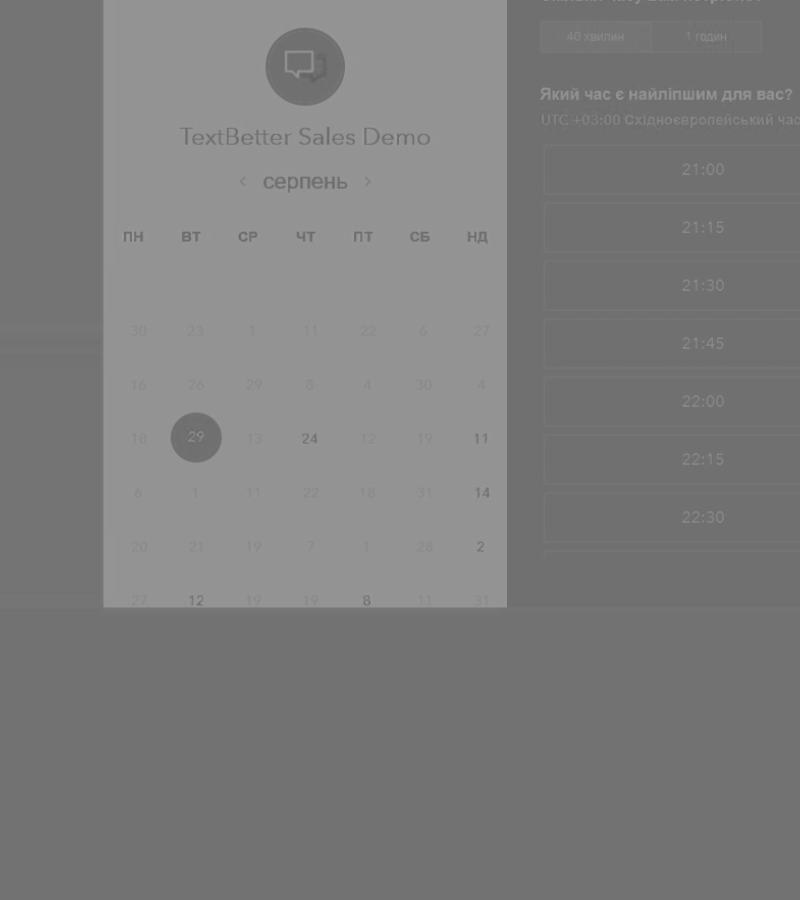 TextBetter Sales Demo
серпень
ПН ВТ СР ЧТ ПТ СБ НД
30 23 1 11 22 6 27
16 26 29 8 4 30 4
18 29 13 24 12 19 11
6 1 11 22 18 31 14
20 21 19 7 1 28 2
27 12 19 19 8 11 31
40 хвилин 1 годин
Який час є найліпшим для вас?
UTC +03:00 Східноєвропейський час
21:00
21:15
21:30
21:45
22:00
22:15
22:30